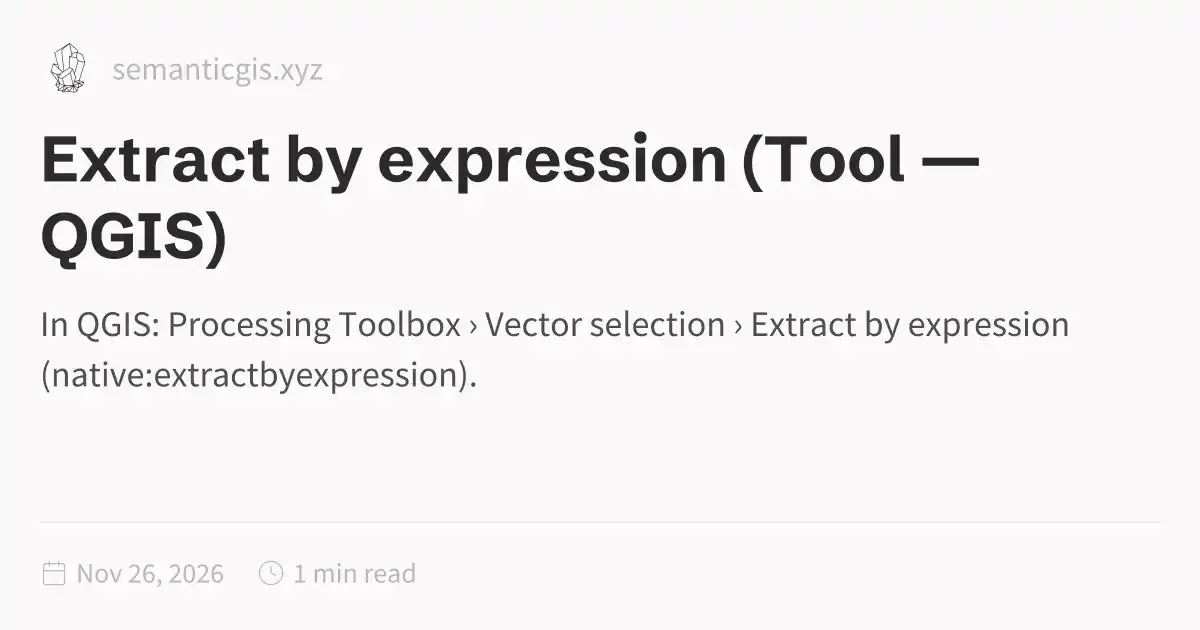 semanticgis.xyz
Extract by expression (Tool —
QGIS)
In QGIS: Processing Toolbox › Vector selection › Extract by expression
(native:extractbyexpression).
Nov 26, 2026 1 min read